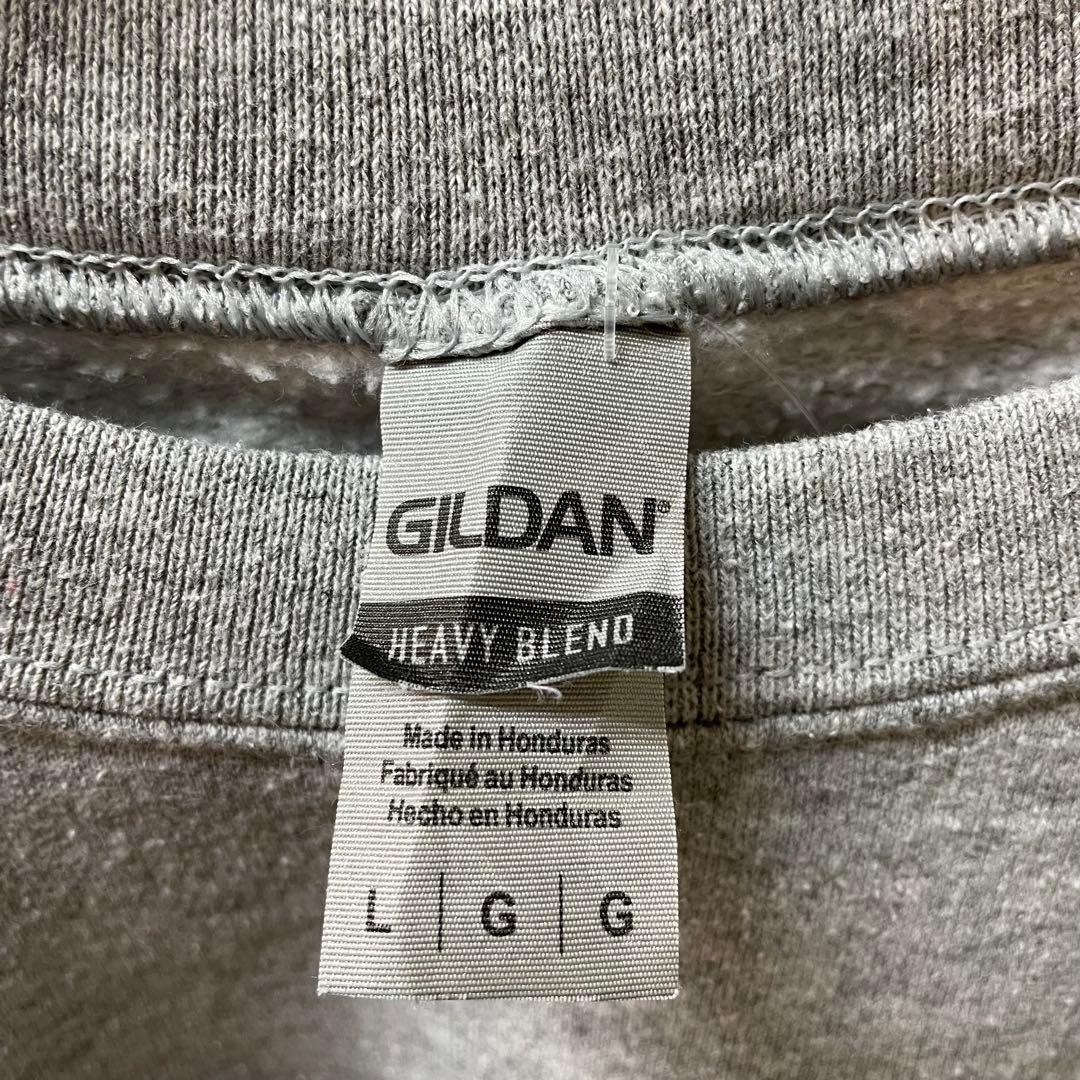 GILDAN®
HEAVY BLEND
Made in Honduras
Fabriqué au Honduras
Hecho en Honduras
L | G | G